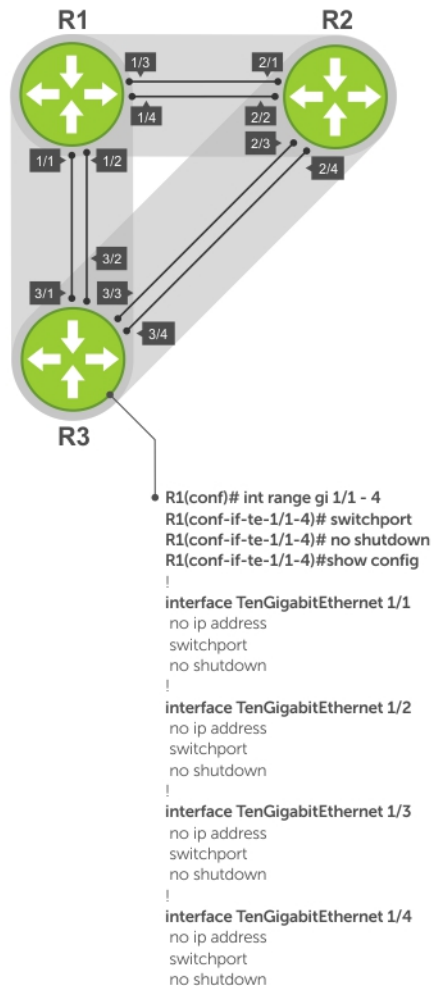 R1
R2
1/3
2/1
1/4
2/2
2/3
1/1
1/2
2/4
3/2
3/1
3/3
3/4
R3
R1(conf)# int range gi 1/1 - 4
R1(conf-if-te-1/1-4)# switchport
R1(conf-if-te-1/1-4)# no shutdown
R1(conf-if-te-1/1-4)#show config
!
interface TenGigabitEthernet 1/1
no ip address
switchport
no shutdown
!
interface TenGigabitEthernet 1/2
no ip address
switchport
no shutdown
!
interface TenGigabitEthernet 1/3
no ip address
switchport
no shutdown
!
interface TenGigabitEthernet 1/4
no ip address
switchport
no shutdown